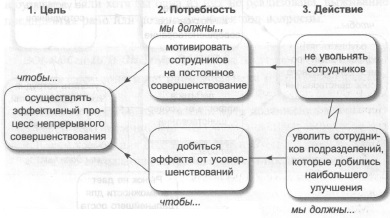 1. Цель
2. Потребность
3. Действие
мы должны...
мотивировать
сотрудников
на постоянное
совершенствование
не увольнять
сотрудников
чтобы...
осуществлять
эффективный про-
цесс непрерывного
совершенствования
добиться
эффекта от усовер-
шенствований
уволить сотрудни-
ков подразделений,
которые добились
наибольшего
улучшения
чтобы...
мы должны...